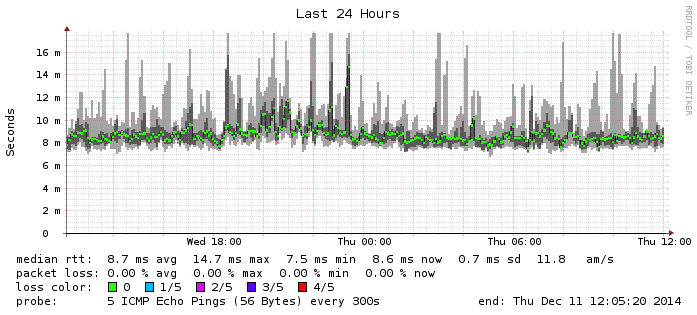 Last 24 Hours
RRDTOOL / TOBI OETIKER
Seconds
16 m
14 m
12 m
10 m
8 m
6 m
4 m
2 m
0
Wed 18:00 Thu 00:00 Thu 06:00 Thu 12:00
median rtt: 8.7 ms avg 14.7 ms max 7.5 ms min 8.6 ms now 0.7 ms sd 11.8 am/s
packet loss: 0.00 % avg 0.00 % max 0.00 % min 0.00 % now
loss color: 0 1/5 2/5 3/5 4/5
probe: 5 ICMP Echo Pings (56 Bytes) every 300s end: Thu Dec 11 12:05:20 2014